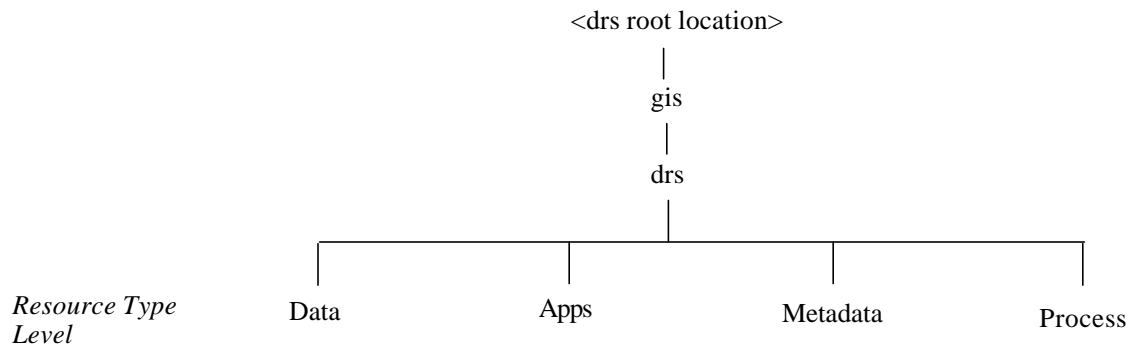 <drs root location>
gis
drs
Resource Type
Level
Data
Apps
Metadata
Process